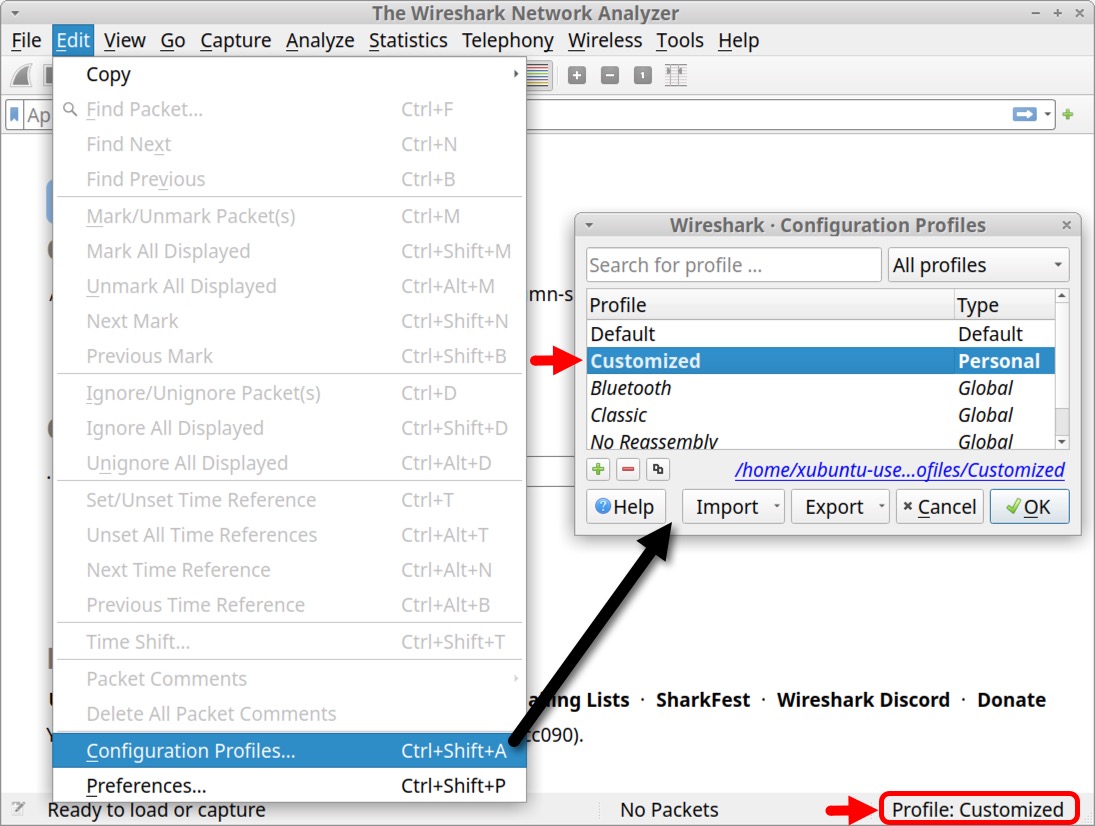 The Wireshark Network Analyzer
File Edit View Go Capture Analyze Statistics Telephony Wireless Tools Help
Copy
Ap
Find Packet... Ctrl+F
Find Next Ctrl+N
Find Previous Ctrl+B
Mark/Unmark Packet(s) Ctrl+M
Mark All Displayed Ctrl+Shift+M
Unmark All Displayed Ctrl+Alt+M
Next Mark Ctrl+Shift+N
Previous Mark Ctrl+Shift+B
Ignore/Unignore Packet(s) Ctrl+D
Ignore All Displayed Ctrl+Shift+D
Unignore All Displayed Ctrl+Alt+D
Set/Unset Time Reference Ctrl+T
Unset All Time References Ctrl+Alt+T
Next Time Reference Ctrl+Alt+N
Previous Time Reference Ctrl+Alt+B
Time Shift... Ctrl+Shift+T
Packet Comments
Delete All Packet Comments
Configuration Profiles... Ctrl+Shift+A
Preferences... Ctrl+Shift+P
mn-s
Wireshark · Configuration Profiles
Search for profile ... All profiles
Profile Type
Default Default
Customized Personal
Bluetooth Global
Classic Global
No Reassembly Global
/home/xubuntu-use...ofiles/Customized
Help Import Export Cancel OK
ailing Lists · SharkFest · Wireshark Discord · Donate
cc090).
Ready to load or capture No Packets Profile: Customized